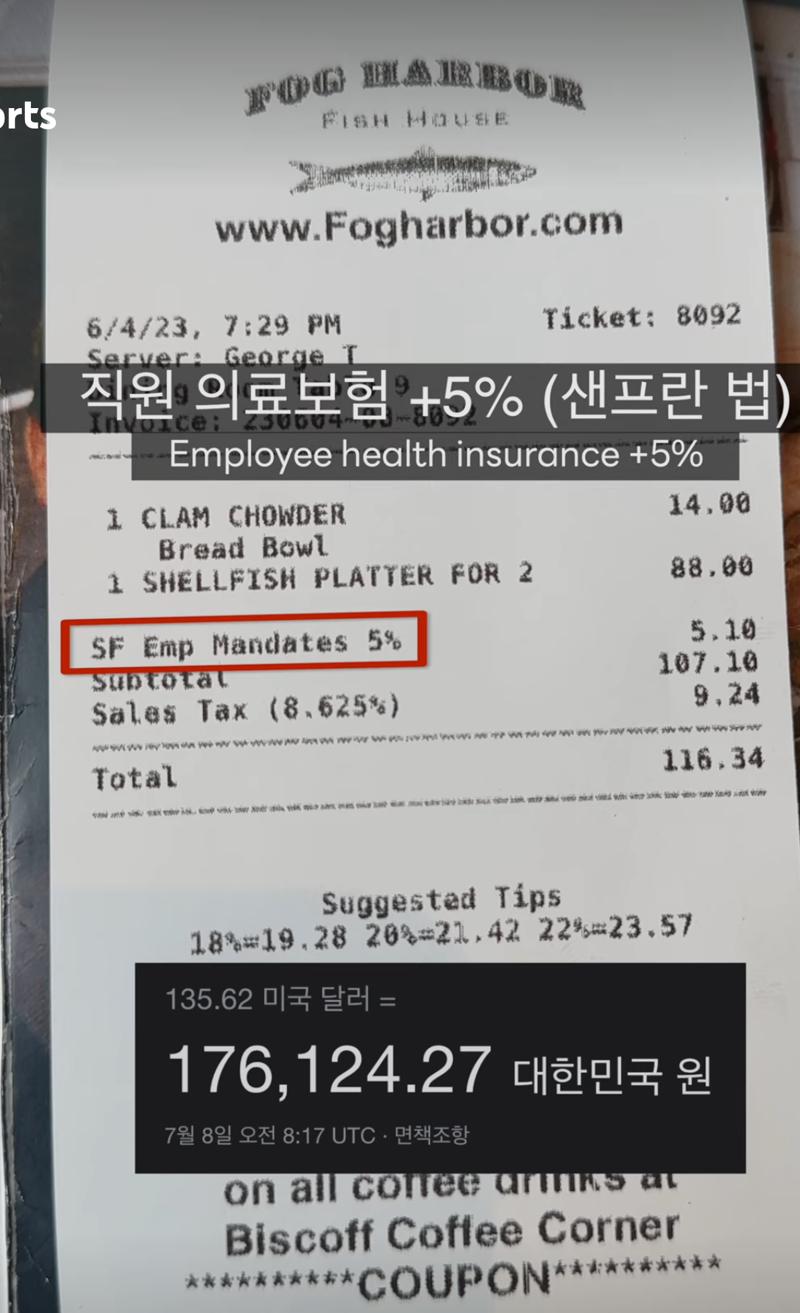 orts
FOG HARBOR
FISH HOUSE
www.Fogharbor.com
6/4/23, 7:29 PM Ticket: 8092
Server: George T
직원 의료보험 +5% (샌프란 법)
Invoice: 230604-08-8092
Employee health insurance +5%
1 CLAM CHOWDER 14.00
Bread Bowl
1 SHELLFISH PLATTER FOR 2 88.00
SF Emp Mandates 5% 5.10
Subtotal 107.10
Sales Tax (8.625%) 9.24
Total 116.34
Suggested Tips
18%=19.28 20%=21.42 22%=23.57
135.62 미국 달러 =
176,124.27 대한민국 원
7월 8일 오전 8:17 UTC · 면책조항
on all coffee drinks at
Biscoff Coffee Corner
**********COUPON**********